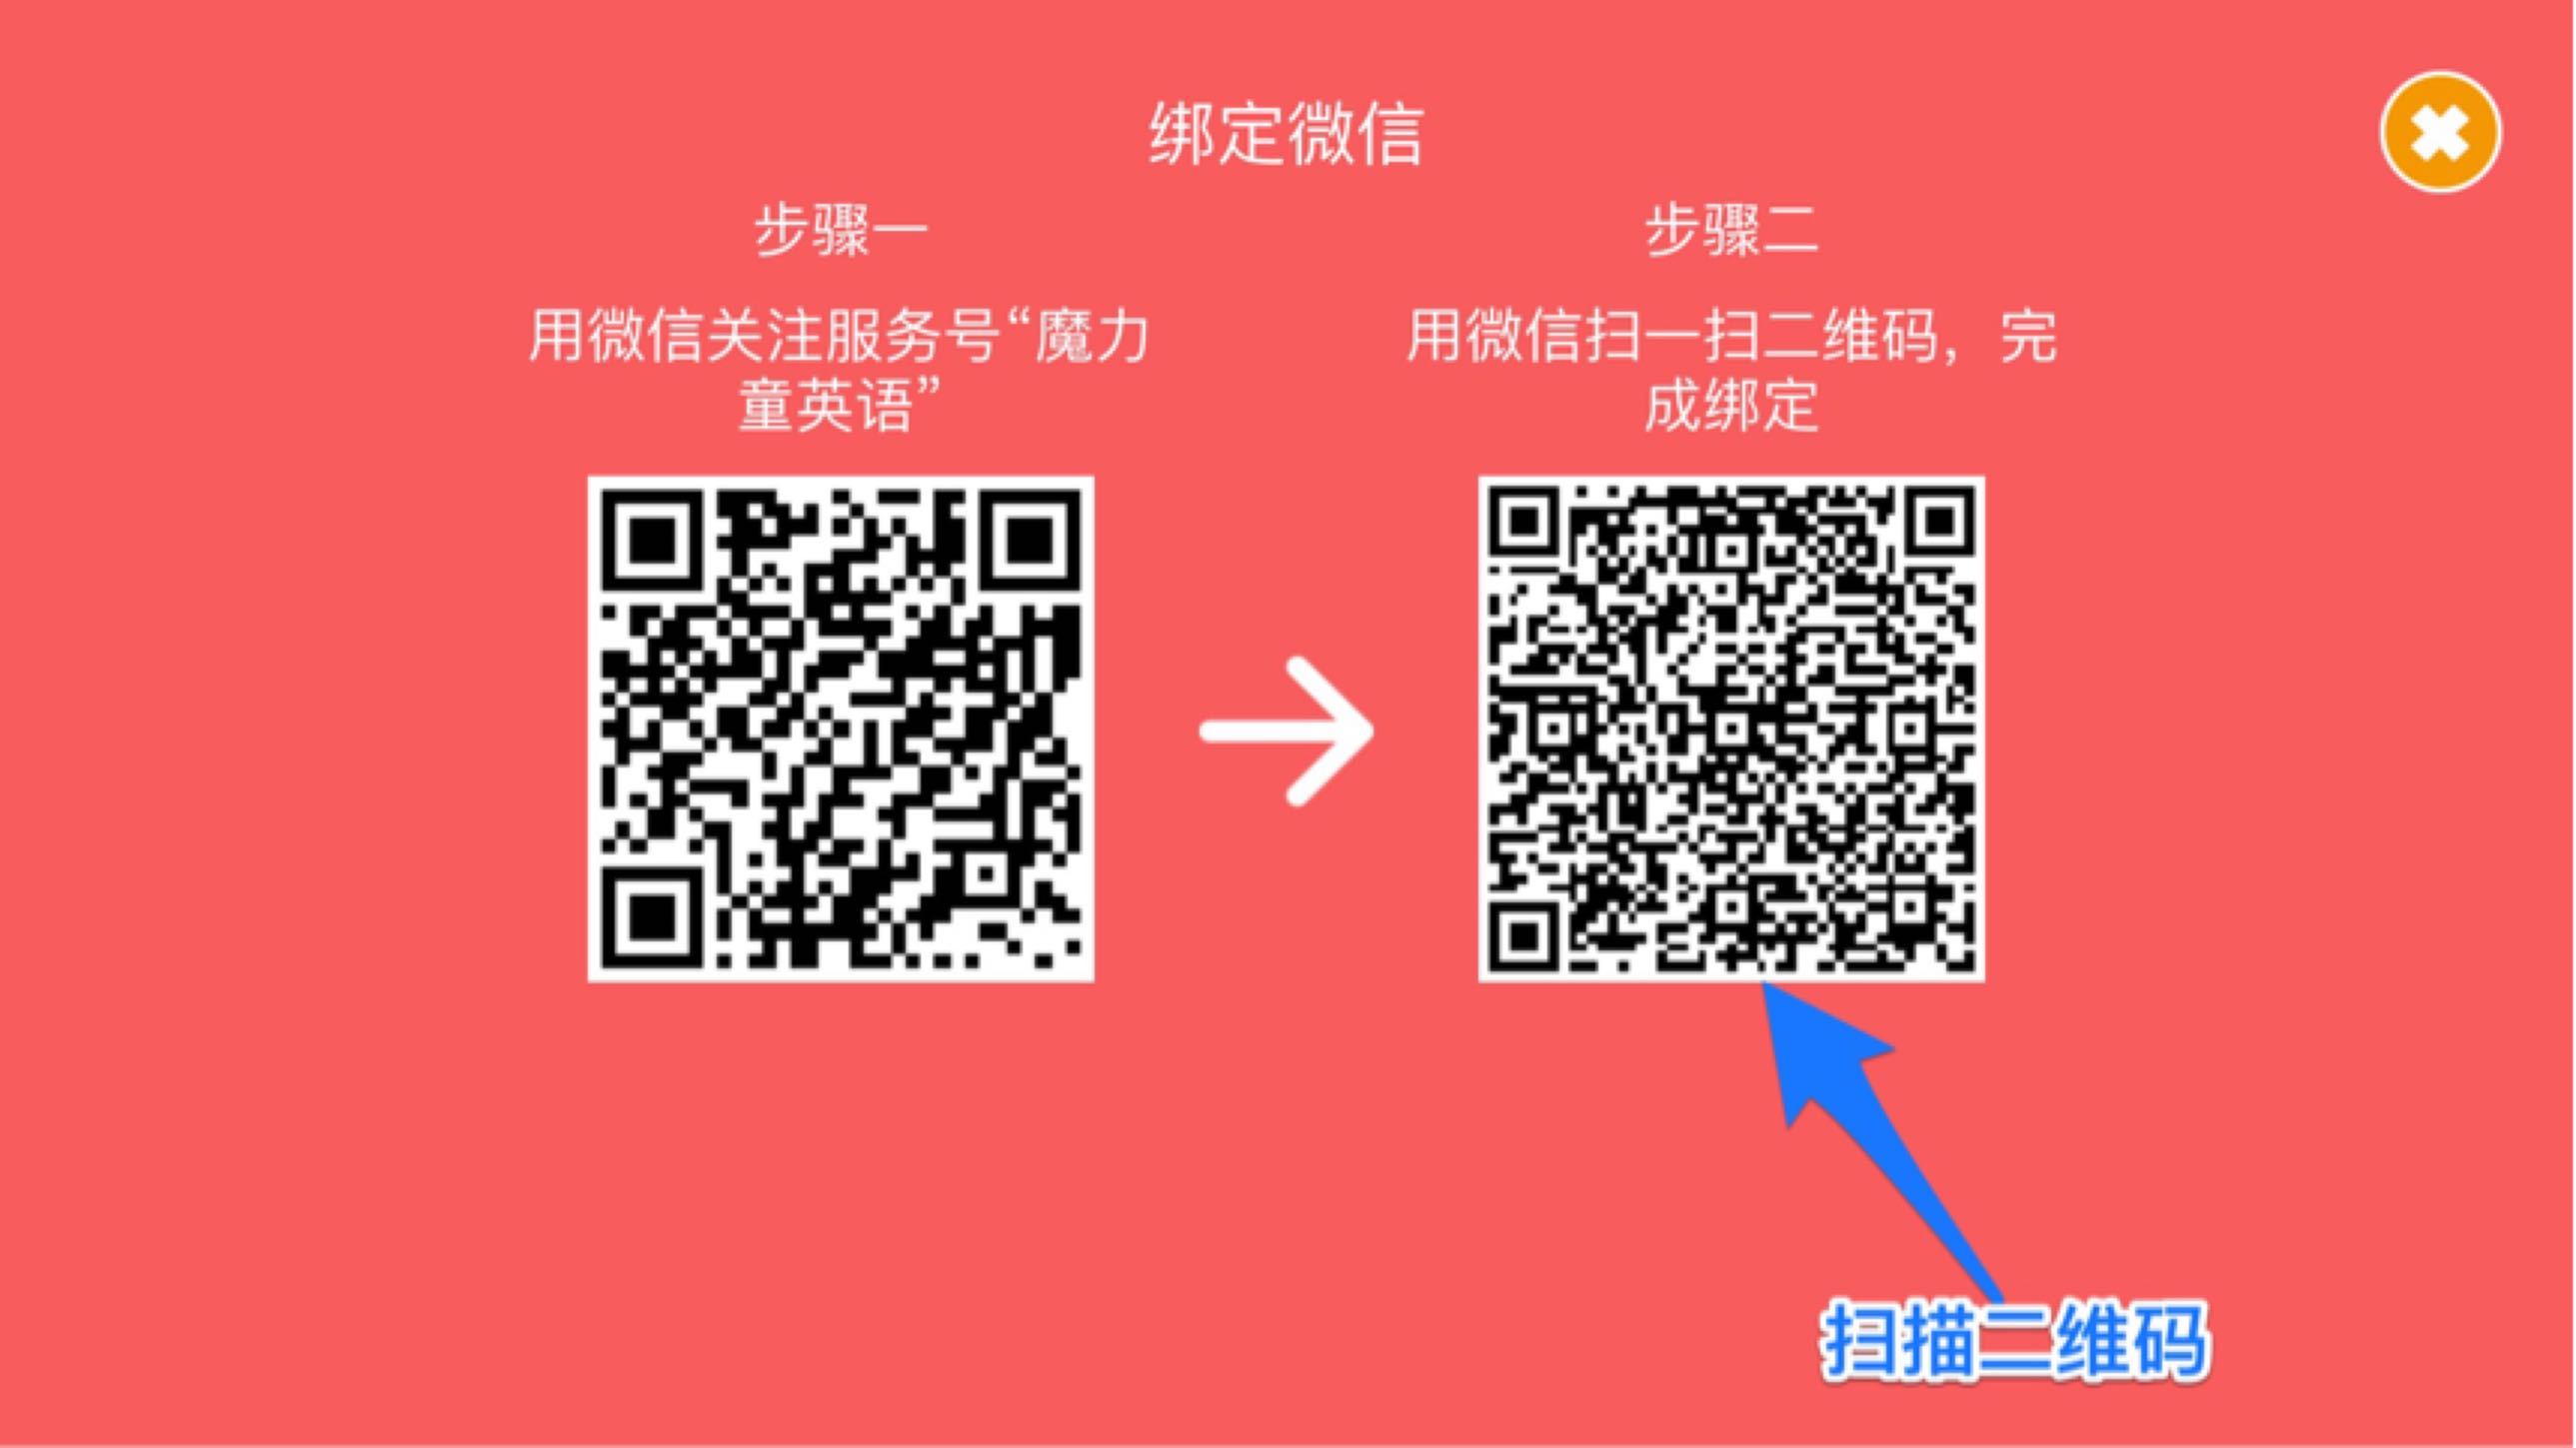 绑定微信
步骤一
用微信关注服务号“魔力
童英语”
步骤二
用微信扫一扫二维码，完
成绑定
扫描二维码